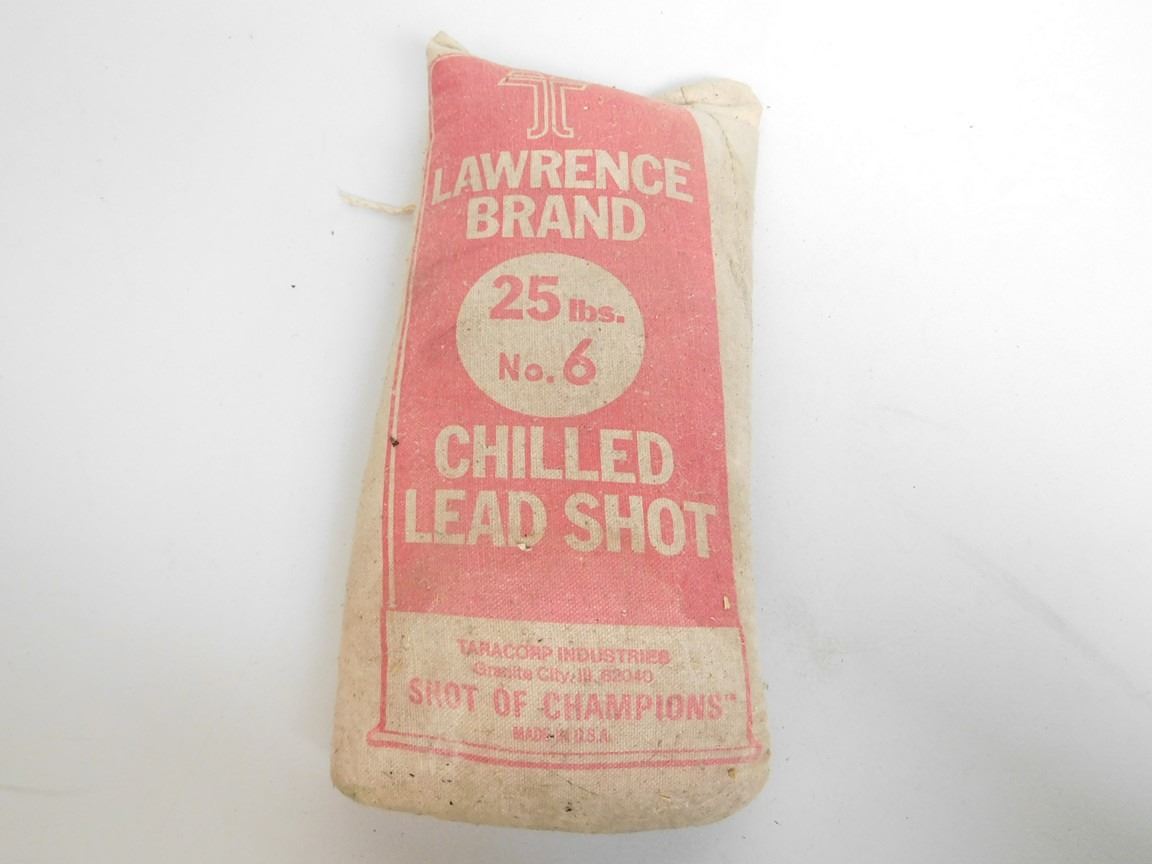 LAWRENCE
BRAND
25 lbs.
No. 6
CHILLED
LEAD SHOT
TARACORP INDUSTRIES
Granite City, Ill. 62040
SHOT OF CHAMPIONS™
MADE IN U.S.A.